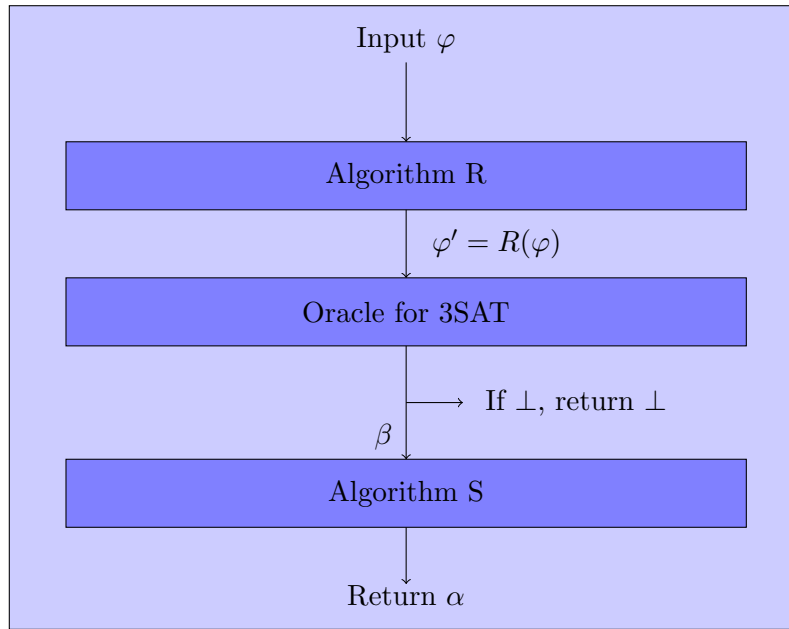 Input φ
Algorithm R
φ′ = R(φ)
Oracle for 3SAT
If ⊥, return ⊥
β
Algorithm S
Return α